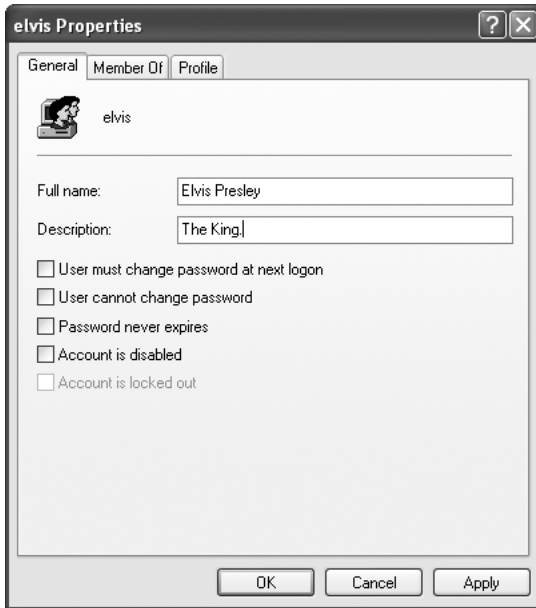 elvis Properties
General Member Of Profile
elvis
Full name: Elvis Presley
Description: The King.
User must change password at next logon
User cannot change password
Password never expires
Account is disabled
Account is locked out
OK Cancel Apply